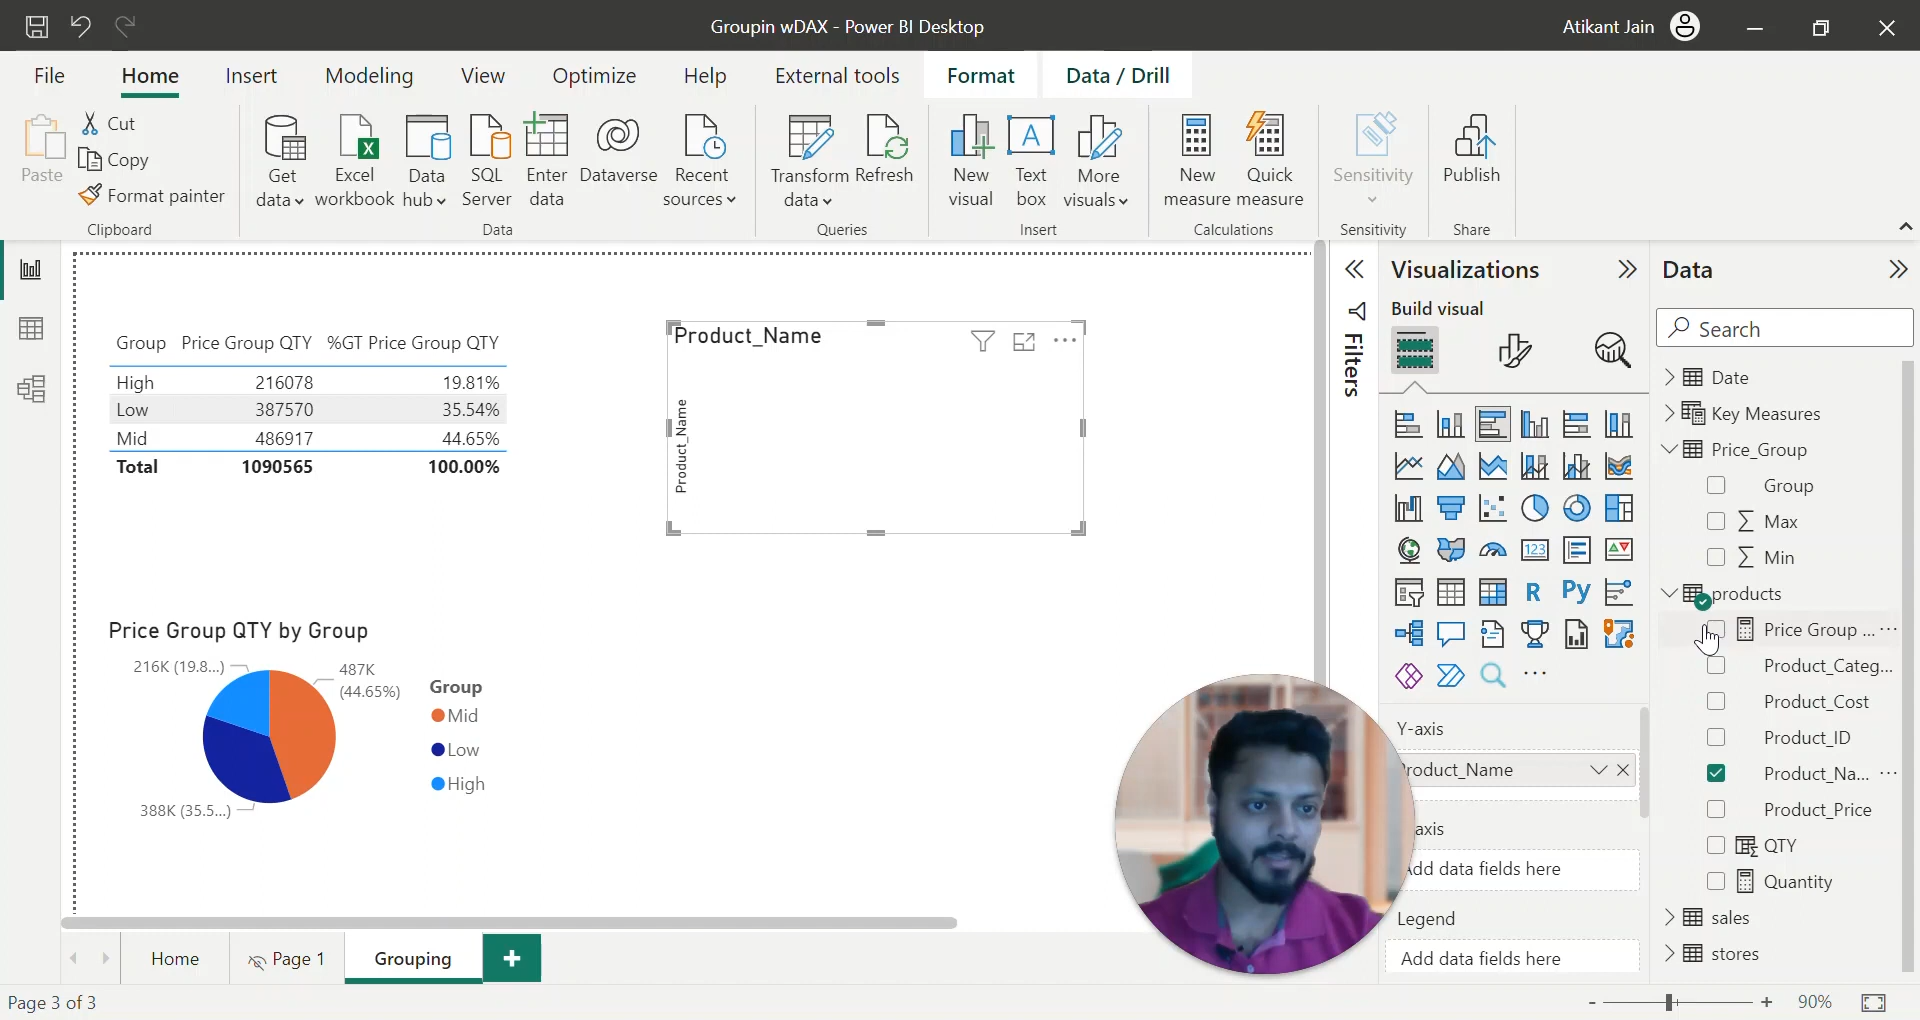 Groupin wDAX - Power BI Desktop
Atikant Jain
File
Home
Insert
Modeling
View
Optimize
Help
External tools
Format
Data / Drill
Paste
Cut
Copy
Format painter
Clipboard
Get data
Excel workbook
Data hub
SQL Server
Enter data
Dataverse
Recent sources
Data
Transform data
Refresh
Queries
New visual
A
Text box
More visuals
Insert
New measure
Quick measure
Calculations
Sensitivity
Sensitivity
Publish
Share
Group Price Group QTY %GT Price Group QTY
High 216078 19.81%
Low 387570 35.54%
Mid 486917 44.65%
Total 1090565 100.00%
Product_Name
Product_Name
Price Group QTY by Group
216K (19.8...)
487K
(44.65%)
388K (35.5...)
Group
Mid
Low
High
Filters
Visualizations
Build visual
123
R
Py
...
Y-axis
Product_Name
axis
Add data fields here
Legend
Add data fields here
Data
Search
Date
Key Measures
Price_Group
Group
Max
Min
products
Price Group ...
Product_Categ...
Product_Cost
Product_ID
Product_Na...
Product_Price
QTY
Quantity
sales
stores
Home
Page 1
Grouping
+
Page 3 of 3
- + 90%